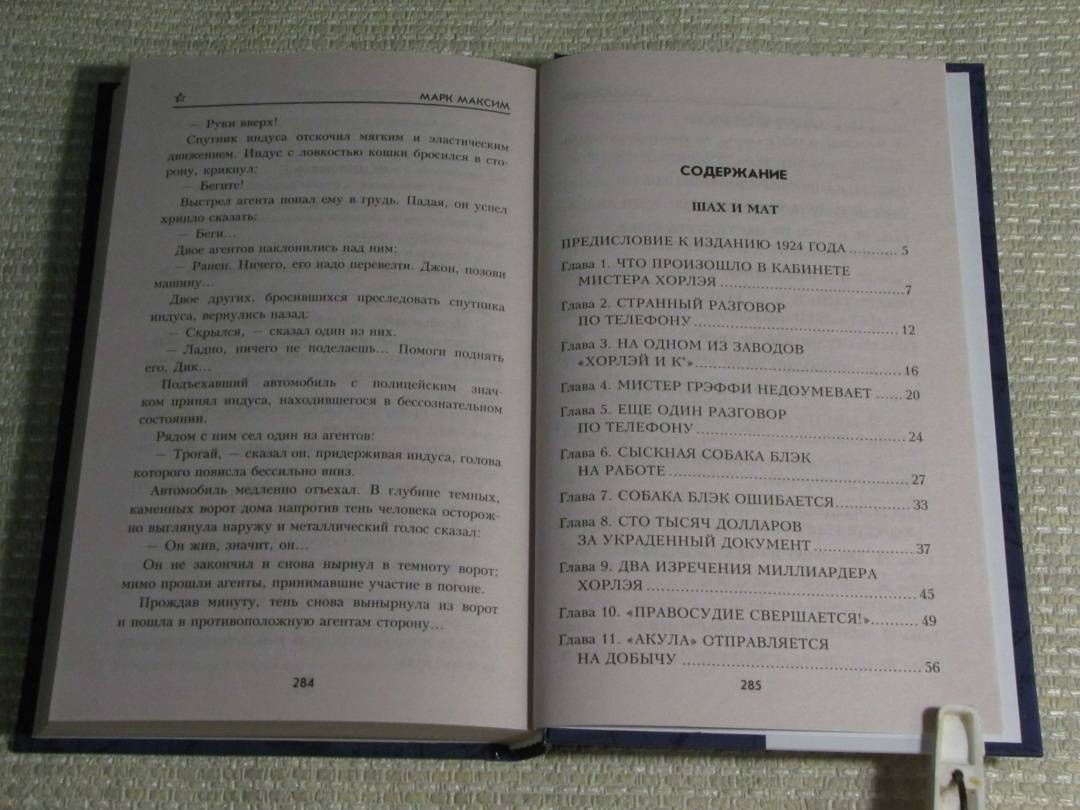 МАРК МАКСИМ
— Руки вверх!
Спутник индуса отскочил мягким и эластическим
движением. Индус с ловкостью кошки бросился в сто-
рону, крикнул:
— Бегите!
Выстрел агента попал ему в грудь. Падая, он успел
хрипло сказать:
— Беги...
Двое агентов наклонились над ним:
— Ранен. Ничего, его надо перевезти. Джон, позови
машину...
Двое других, бросившихся преследовать спутника
индуса, вернулись назад:
— Скрылся, — сказал один из них.
— Ладно, ничего не поделаешь... Помоги поднять
его, Дик...
Подъехавший автомобиль с полицейским знач-
ком принял индуса, находившегося в бессознательном
состоянии.
Рядом с ним сел один из агентов:
— Трогай, — сказал он, придерживая индуса, голова
которого повисла бессильно вниз.
Автомобиль медленно отъехал. В глубине темных,
каменных ворот дома напротив тень человека осторож-
но выглянула наружу и металлический голос сказал:
— Он жив, значит, он...
Он не закончил и снова нырнул в темноту ворот:
мимо прошли агенты, принимавшие участие в погоне.
Прождав минуту, тень снова вынырнула из ворот
и пошла в противоположную агентам сторону...
284
СОДЕРЖАНИЕ
ШАХ И МАТ
ПРЕДИСЛОВИЕ К ИЗДАНИЮ 1924 ГОДА ........... 5
Глава 1. ЧТО ПРОИЗОШЛО В КАБИНЕТЕ
МИСТЕРА ХОРЛЭЯ ........... 7
Глава 2. СТРАННЫЙ РАЗГОВОР
ПО ТЕЛЕФОНУ ........... 12
Глава 3. НА ОДНОМ ИЗ ЗАВОДОВ
«ХОРЛЭЙ И К°» ........... 16
Глава 4. МИСТЕР ГРЭФФИ НЕДОУМЕВАЕТ ...... 20
Глава 5. ЕЩЕ ОДИН РАЗГОВОР
ПО ТЕЛЕФОНУ ........... 24
Глава 6. СЫСКНАЯ СОБАКА БЛЭК
НА РАБОТЕ ........... 27
Глава 7. СОБАКА БЛЭК ОШИБАЕТСЯ ........... 33
Глава 8. СТО ТЫСЯЧ ДОЛЛАРОВ
ЗА УКРАДЕННЫЙ ДОКУМЕНТ ........... 37
Глава 9. ДВА ИЗРЕЧЕНИЯ МИЛЛИАРДЕРА
ХОРЛЭЯ ........... 45
Глава 10. «ПРАВОСУДИЕ СВЕРШАЕТСЯ!» ........ 49
Глава 11. «АКУЛА» ОТПРАВЛЯЕТСЯ
НА ДОБЫЧУ ........... 56
285